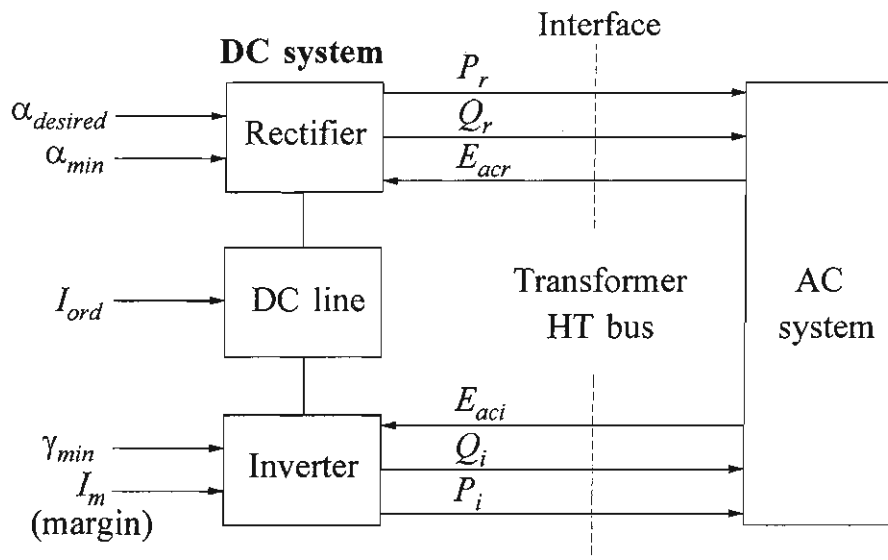 Interface
DC system
P_r
α_desired
Rectifier
Q_r
α_min
E_acr
I_ord
DC line
Transformer
HT bus
AC
system
E_aci
γ_min
Inverter
Q_i
I_m
(margin)
P_i